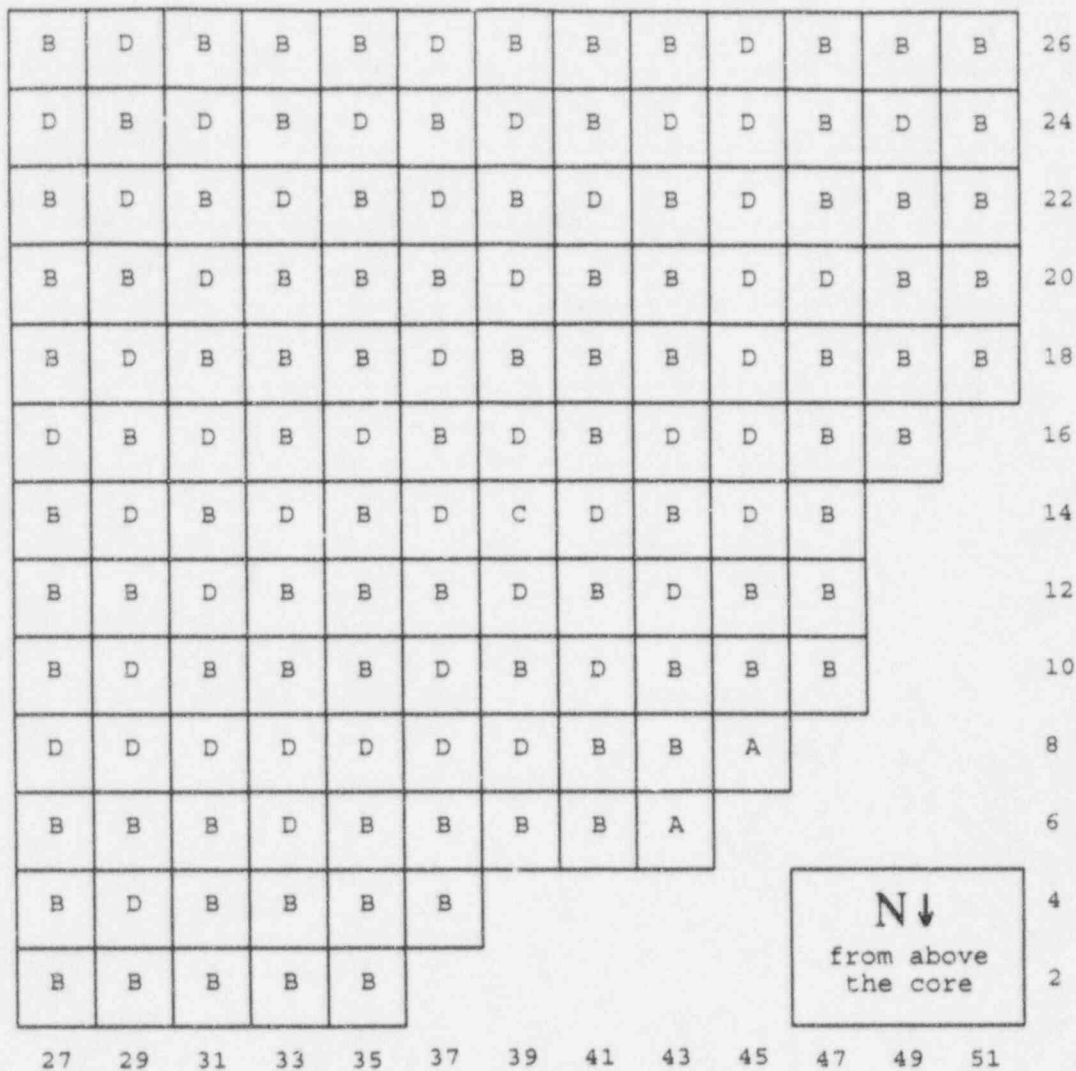 B D B B B D B B B D B B B 26
D B D B D B D B D D B D B 24
B D B D B D B D B D B B B 22
B B D B B B D B B D D B B 20
B D B B B D B B B D B B B 18
D B D B D B D B D D B B 16
B D B D B D C D B D B 14
B B D B B B D B D B B 12
B D B B B D B D B B B 10
D D D D D D D B B A 8
B B B D B B B B A 6
B D B B B B 4
B B B B B 2
N↓
from above
the core
27 29 31 33 35 37 39 41 43 45 47 49 51